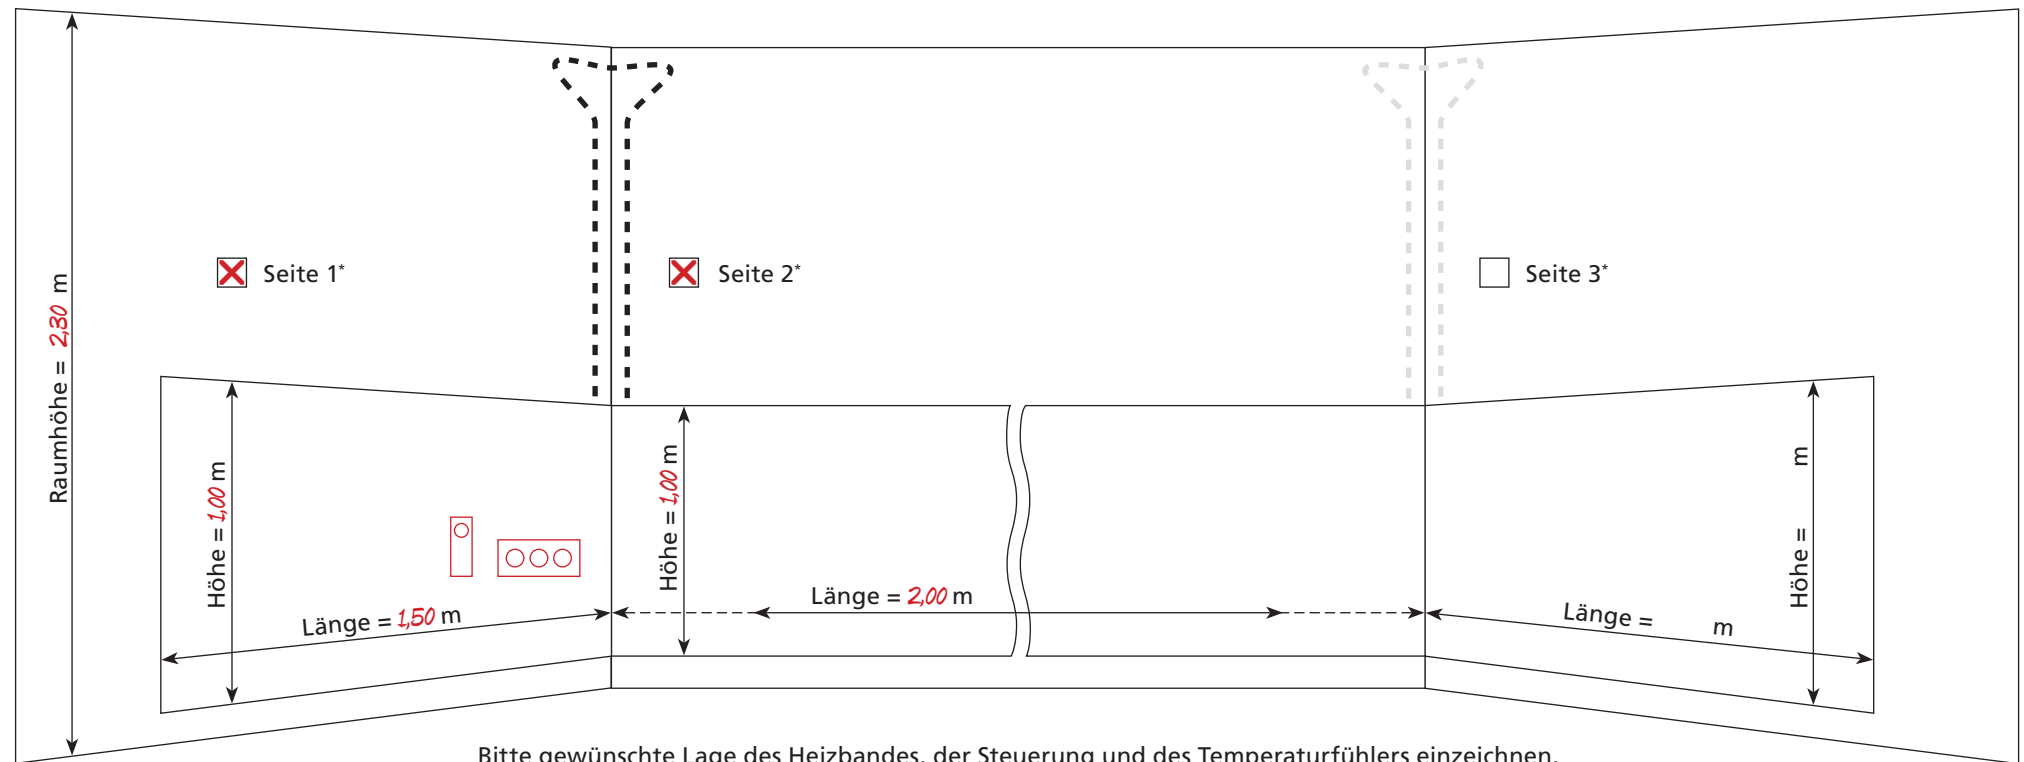 Seite 1*
Seite 2*
Seite 3*
Raumhöhe = 2,30 m
Höhe = 1,00 m
Länge = 1,50 m
Höhe = 1,00 m
Länge = 2,00 m
Länge = m
Höhe = m
Bitte gewünschte Lage des Heizbandes, der Steuerung und des Temperaturfühlers einzeichnen.